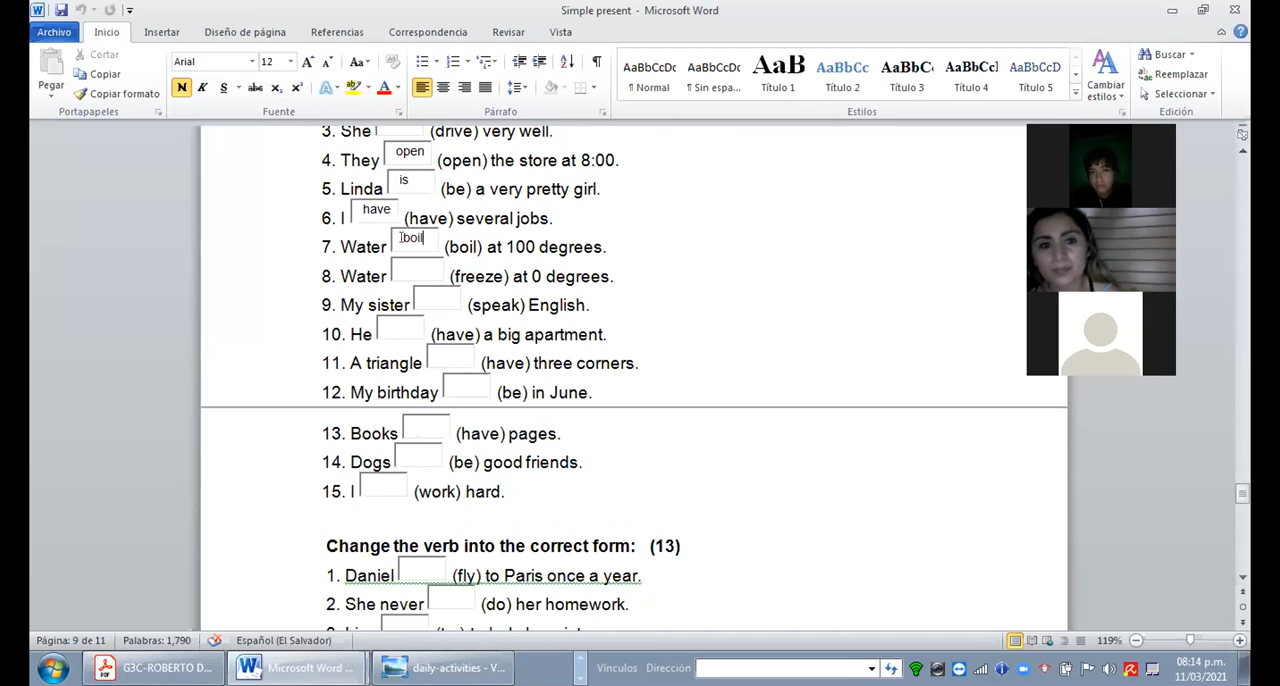 Simple present - Microsoft Word
Archivo Inicio Insertar Diseño de página Referencias Correspondencia Revisar Vista
Pegar
Cortar
Copiar
Copiar formato
Portapapeles
Arial 12
N K S abc x₂ x² A A
Fuente
Párrafo
AaBbCcDc AaBbCcDc AaB AaBbCc AaBbC AaBbCcI AaBbCcD
¶ Normal ¶ Sin espa... Título 1 Título 2 Título 3 Título 4 Título 5
Estilos
Cambiar estilos
Buscar
Reemplazar
Seleccionar
Edición
3. She (drive) very well.
4. They open (open) the store at 8:00.
5. Linda is (be) a very pretty girl.
6. I have (have) several jobs.
7. Water boil (boil) at 100 degrees.
8. Water (freeze) at 0 degrees.
9. My sister (speak) English.
10. He (have) a big apartment.
11. A triangle (have) three corners.
12. My birthday (be) in June.
13. Books (have) pages.
14. Dogs (be) good friends.
15. I (work) hard.
Change the verb into the correct form: (13)
1. Daniel (fly) to Paris once a year.
2. She never (do) her homework.
Página: 9 de 11 Palabras: 1,790 Español (El Salvador) 119%
G3C-ROBERTO D... Microsoft Word ... daily-activities - V... Vínculos Dirección
08:14 p.m.
11/03/2021